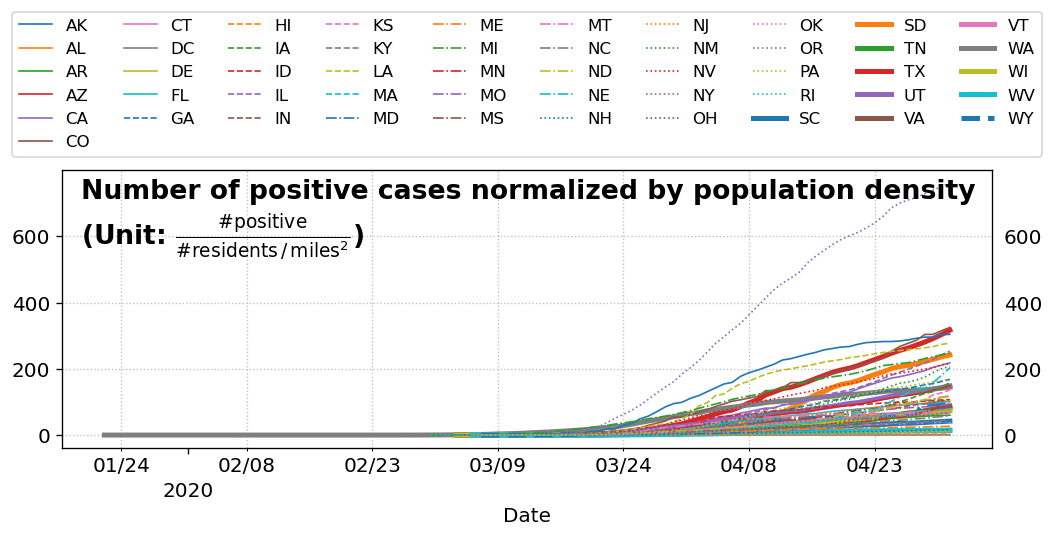 AK CT HI KS ME MT NJ OK SD VT
AL DC IA KY MI NC NM OR TN WA
AR DE ID LA MN ND NV PA TX WI
AZ FL IL MA MO NE NY RI UT WV
CA GA IN MD MS NH OH SC VA WY
CO
Number of positive cases normalized by population density
(Unit: #positive / #residents / miles²)
600 600
400 400
200 200
0 0
01/24 02/08 02/23 03/09 03/24 04/08 04/23
2020
Date